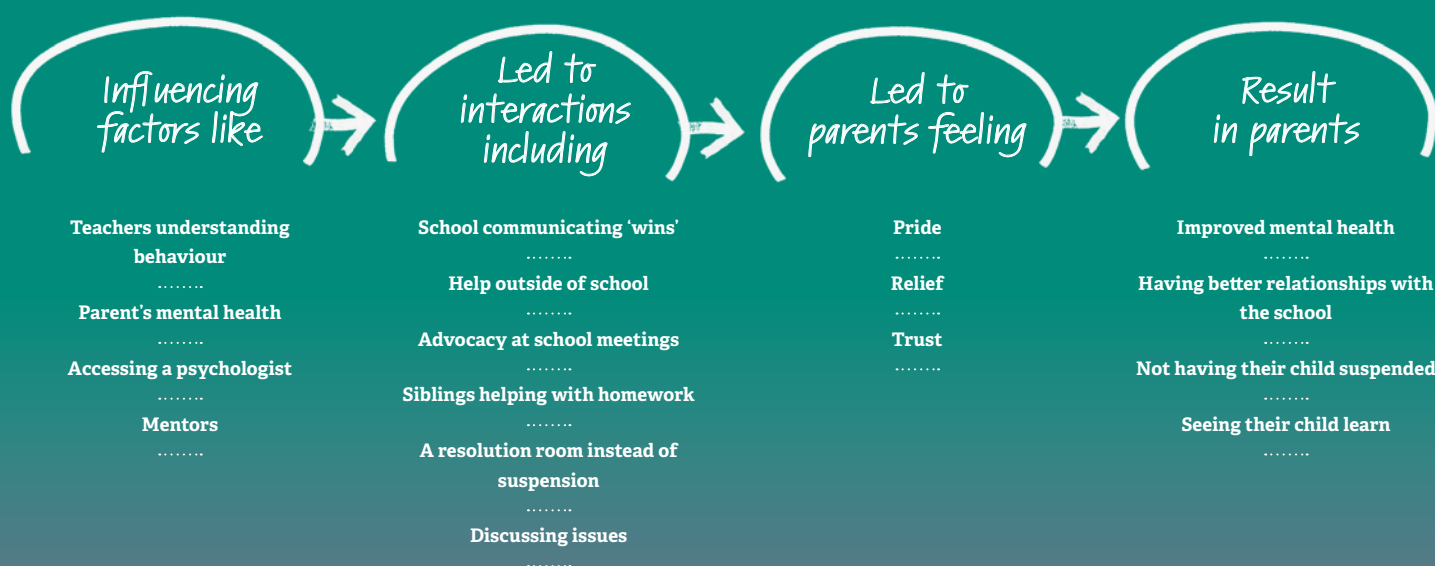 Influencing
factors like
Led to
interactions
including
Led to
parents feeling
Result
in parents
Teachers understanding
behaviour
Parent's mental health
Accessing a psychologist
Mentors
School communicating ‘wins’
Help outside of school
Advocacy at school meetings
Siblings helping with homework
A resolution room instead of
suspension
Discussing issues
Pride
Relief
Trust
Improved mental health
Having better relationships with
the school
Not having their child suspended
Seeing their child learn